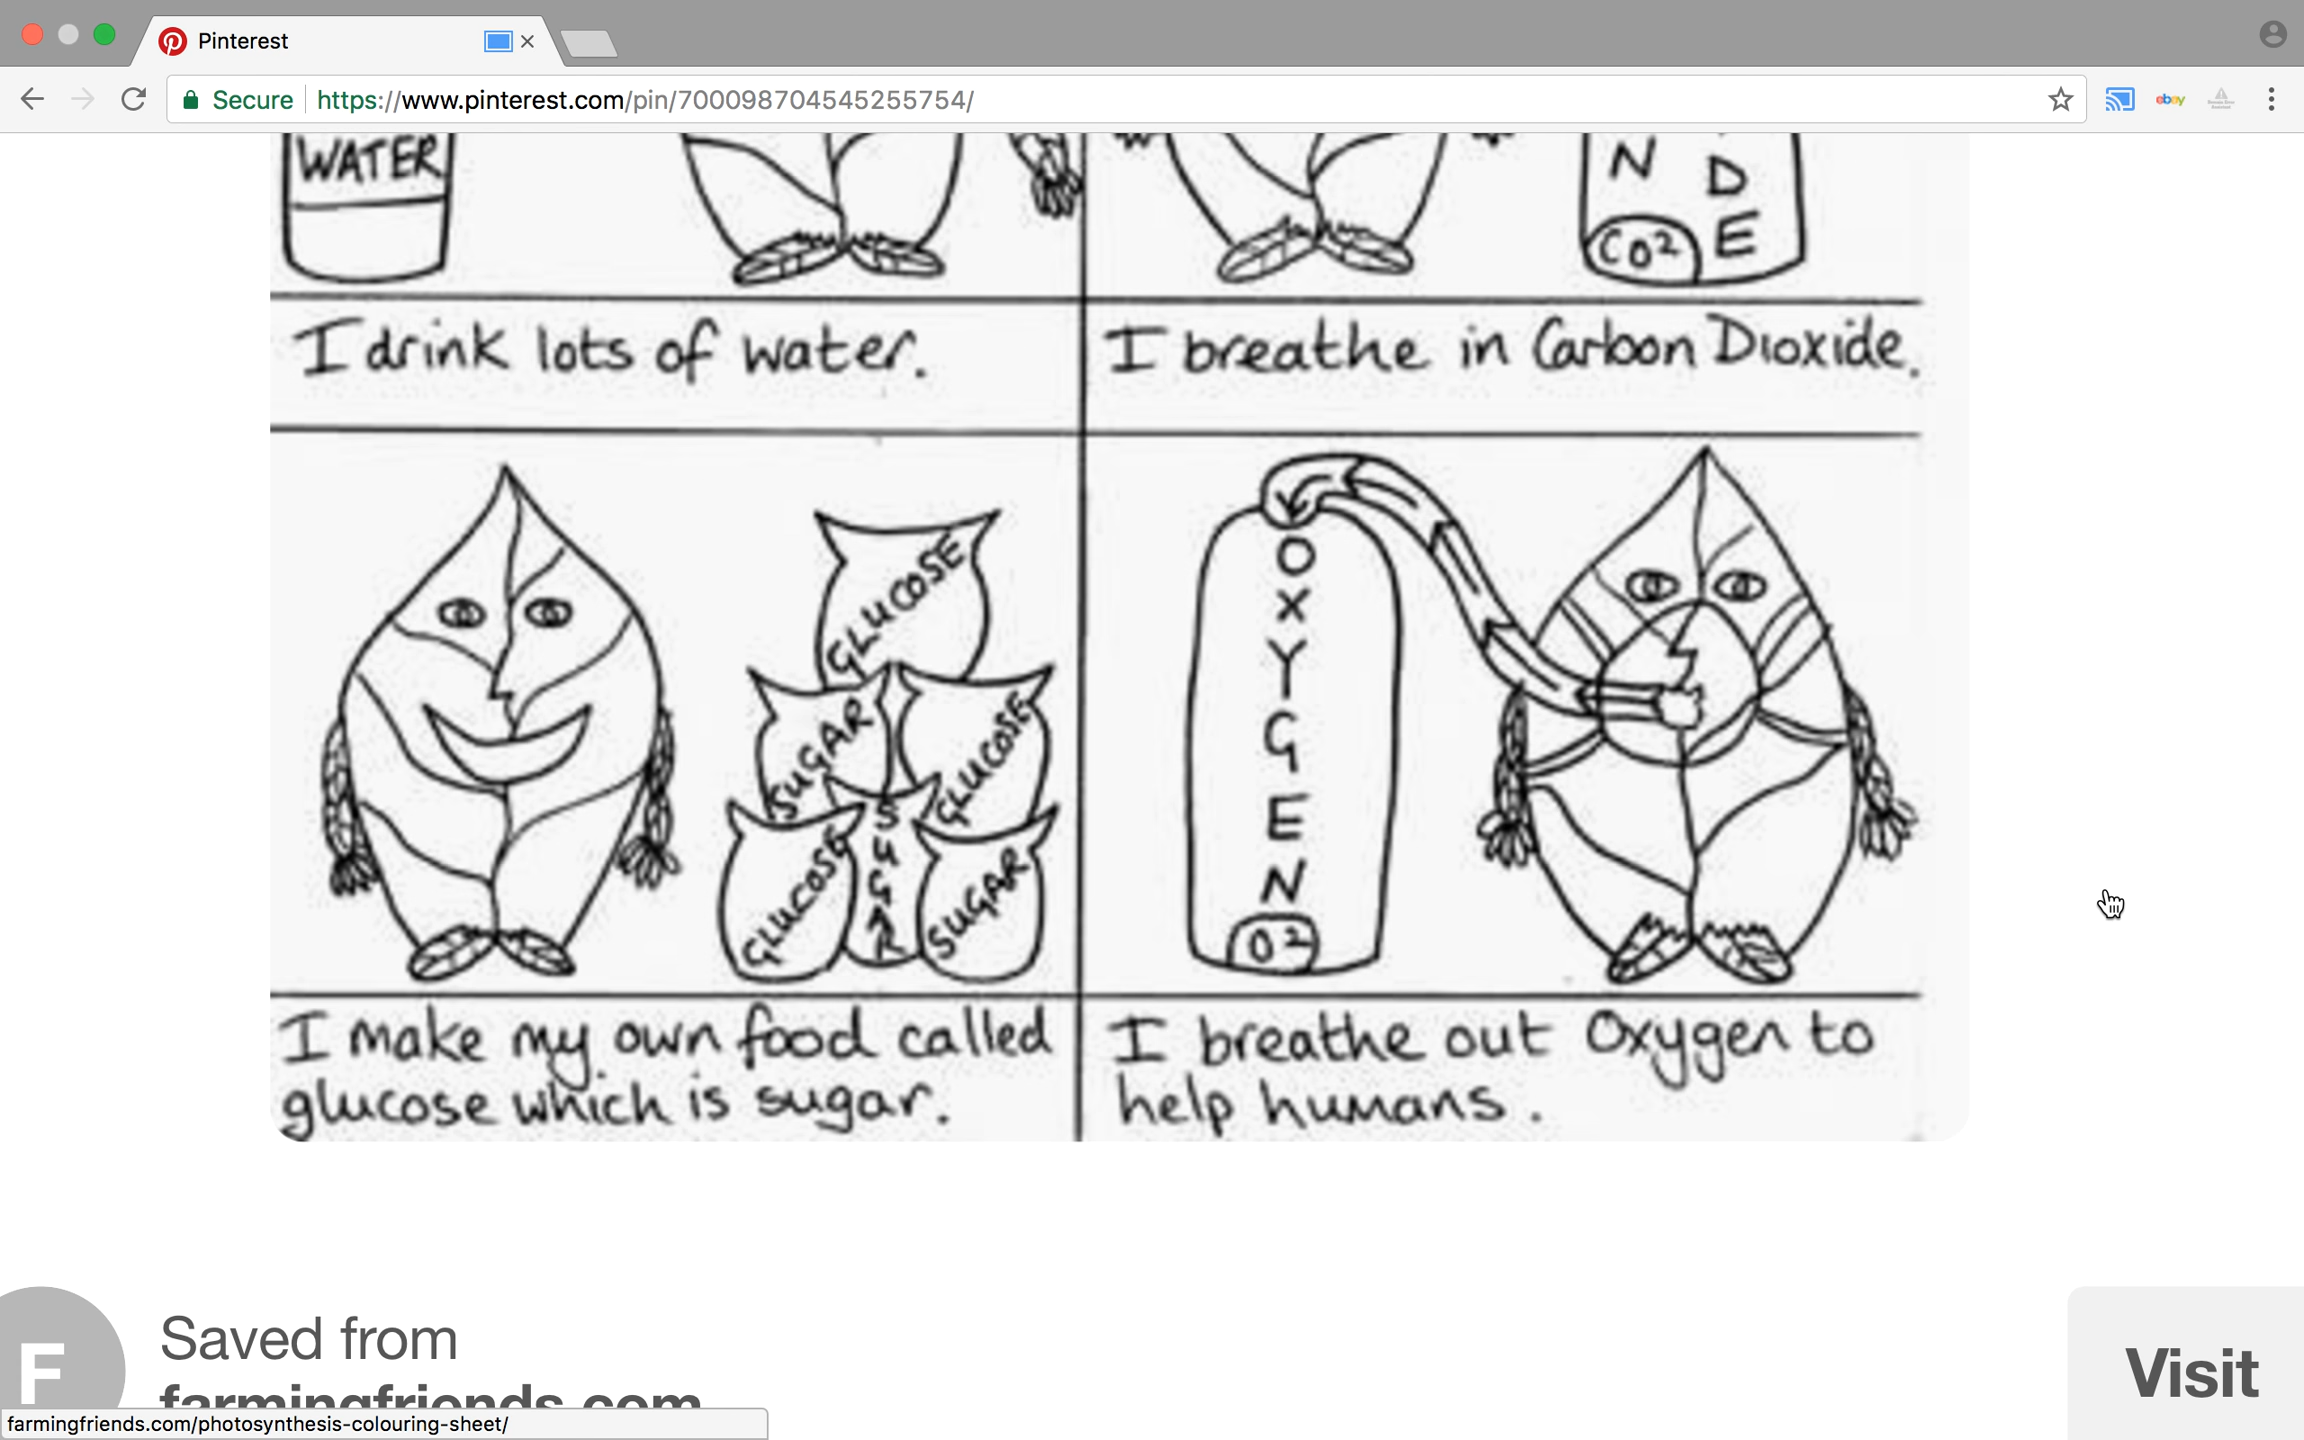 Pinterest
Secure
https://www.pinterest.com/pin/700098704545255754/
ebay
WATER
N D
CO2 E
I drink lots of water.
I breathe in Carbon Dioxide.
GLUCOSE
SUGAR
GLUCOSE
GLUCOSE
SUGAR
SUGAR
OXYGEN
O2
I make my own food called
glucose which is sugar.
I breathe out Oxygen to
help humans.
F
Saved from
farmingfriends.com
Visit
farmingfriends.com/photosynthesis-colouring-sheet/